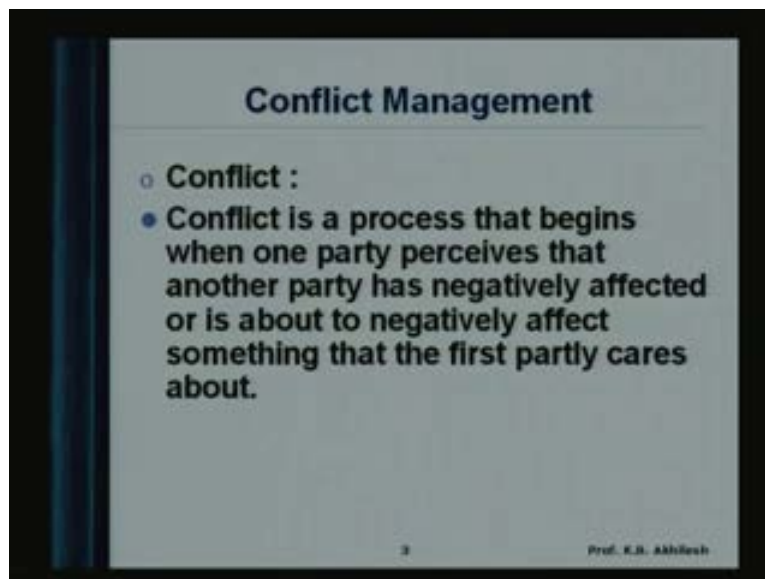 Conflict Management
Conflict :
Conflict is a process that begins
when one party perceives that
another party has negatively affected
or is about to negatively affect
something that the first partly cares
about.
3
Prof. K.B. Akhilesh